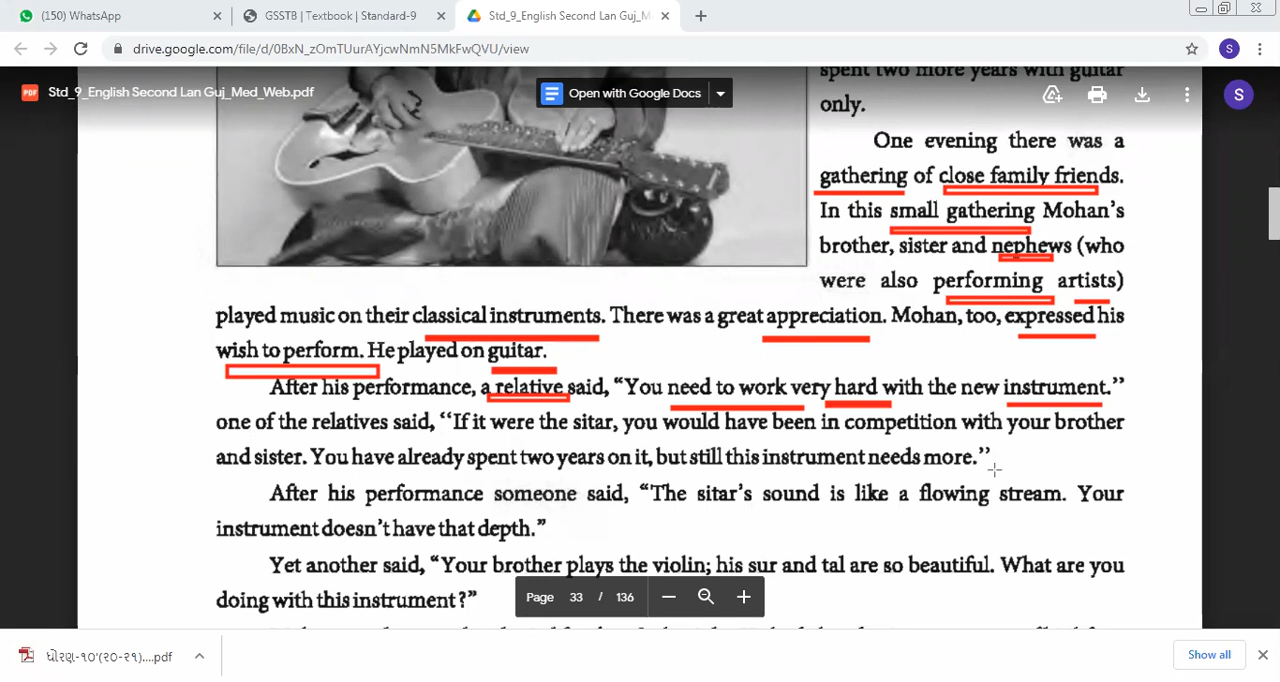 (150) WhatsApp
GSSTB | Textbook | Standard-9
Std_9_English Second Lan Guj_M
drive.google.com/file/d/0BxN_zOmTUurAYjcwNmN5MkFwQVU/view
S
Std_9_English Second Lan Guj_Med_Web.pdf
Open with Google Docs
S
spent two more years with guitar
only.
One evening there was a
gathering of close family friends.
In this small gathering Mohan’s
brother, sister and nephews (who
were also performing artists)
played music on their classical instruments. There was a great appreciation. Mohan, too, expressed his
wish to perform. He played on guitar.
After his performance, a relative said, “You need to work very hard with the new instrument.’’
one of the relatives said, ‘‘If it were the sitar, you would have been in competition with your brother
and sister. You have already spent two years on it, but still this instrument needs more.’’
After his performance someone said, “The sitar’s sound is like a flowing stream. Your
instrument doesn’t have that depth.”
Yet another said, “Your brother plays the violin; his sur and tal are so beautiful. What are you
doing with this instrument?”
Page 33 / 136
ધોરણ-૧૦'(૨૦-૨૧)....pdf
Show all